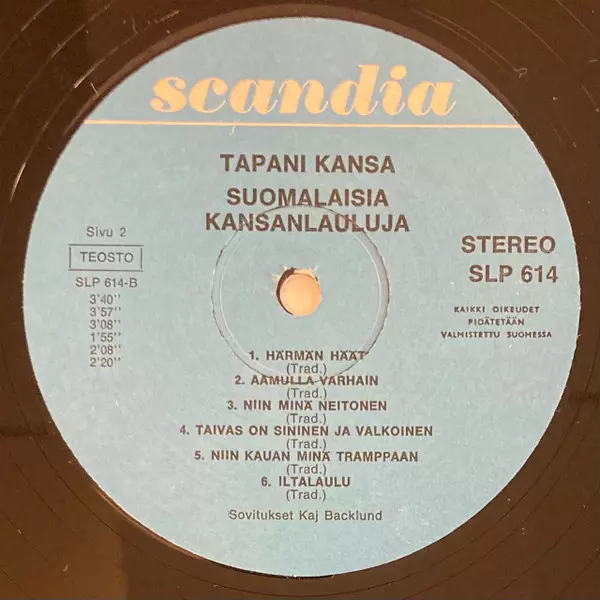 scandia
TAPANI KANSA
SUOMALAISIA
KANSANLAULUJA
Sivu 2
TEOSTO
SLP 614-B
3'40''
3'57''
3'08''
1'55''
2'08''
2'20''
STEREO
SLP 614
KAIKKI OIKEUDET
PIDÄTETÄÄN
VALMISTETTU SUOMESSA
1. HÄRMÄN HÄÄT
(Trad.)
2. AAMULLA VARHAIN
(Trad.)
3. NIIN MINÄ NEITONEN
(Trad.)
4. TAIVAS ON SININEN JA VALKOINEN
(Trad.)
5. NIIN KAUAN MINÄ TRAMPPAAN
(Trad.)
6. ILTALAULU
(Trad.)
Sovitukset Kaj Backlund